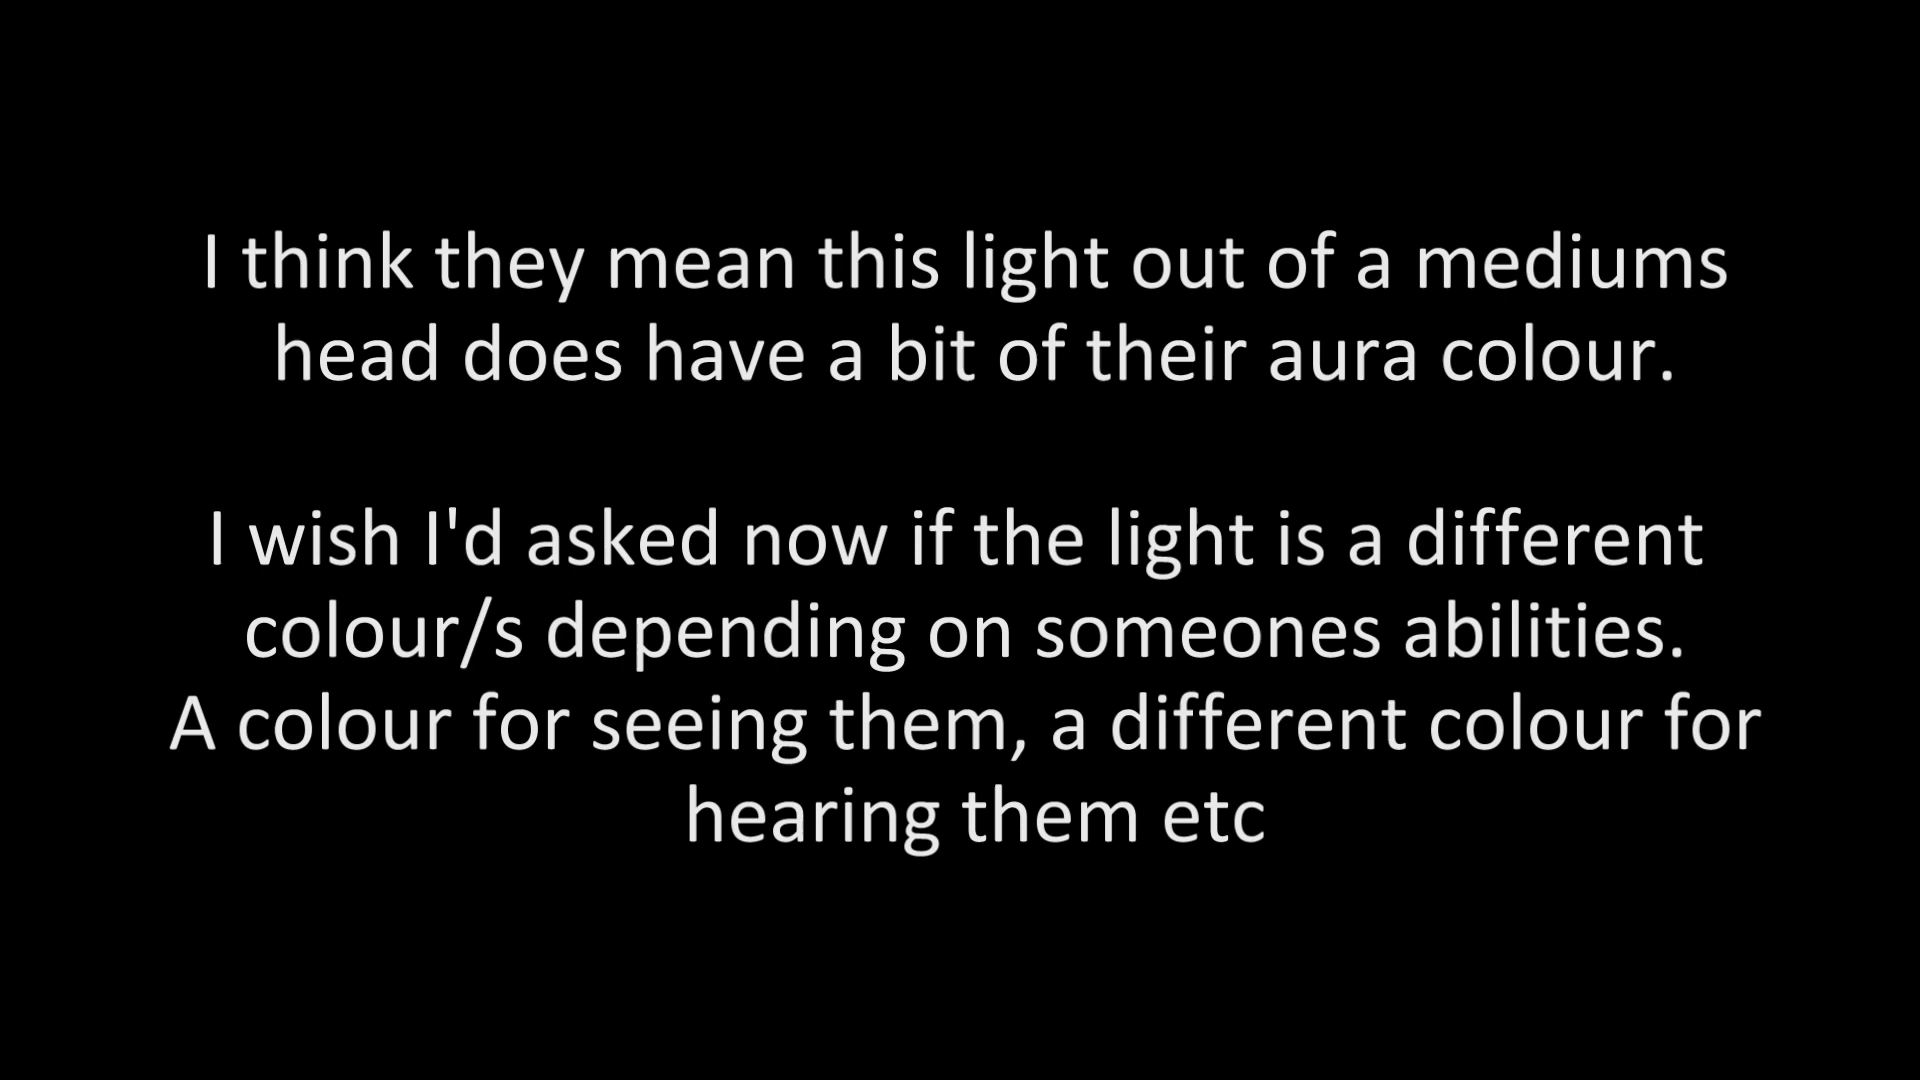 I think they mean this light out of a mediums
head does have a bit of their aura colour.
I wish I'd asked now if the light is a different
colour/s depending on someones abilities.
A colour for seeing them, a different colour for
hearing them etc